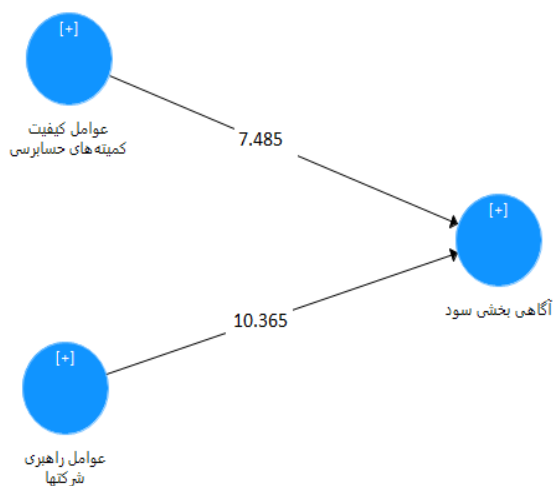 [+]
عوامل کیفیت
کمیته‌های حسابرسی
7.485
[+]
آگاهی بخشی سود
10.365
[+]
عوامل راهبری
شرکتها